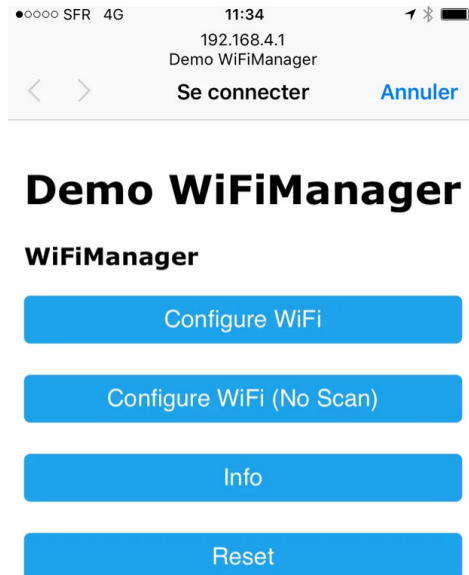 SFR 4G 11:34
192.168.4.1
Demo WiFiManager
Se connecter Annuler
Demo WiFiManager
WiFiManager
Configure WiFi
Configure WiFi (No Scan)
Info
Reset